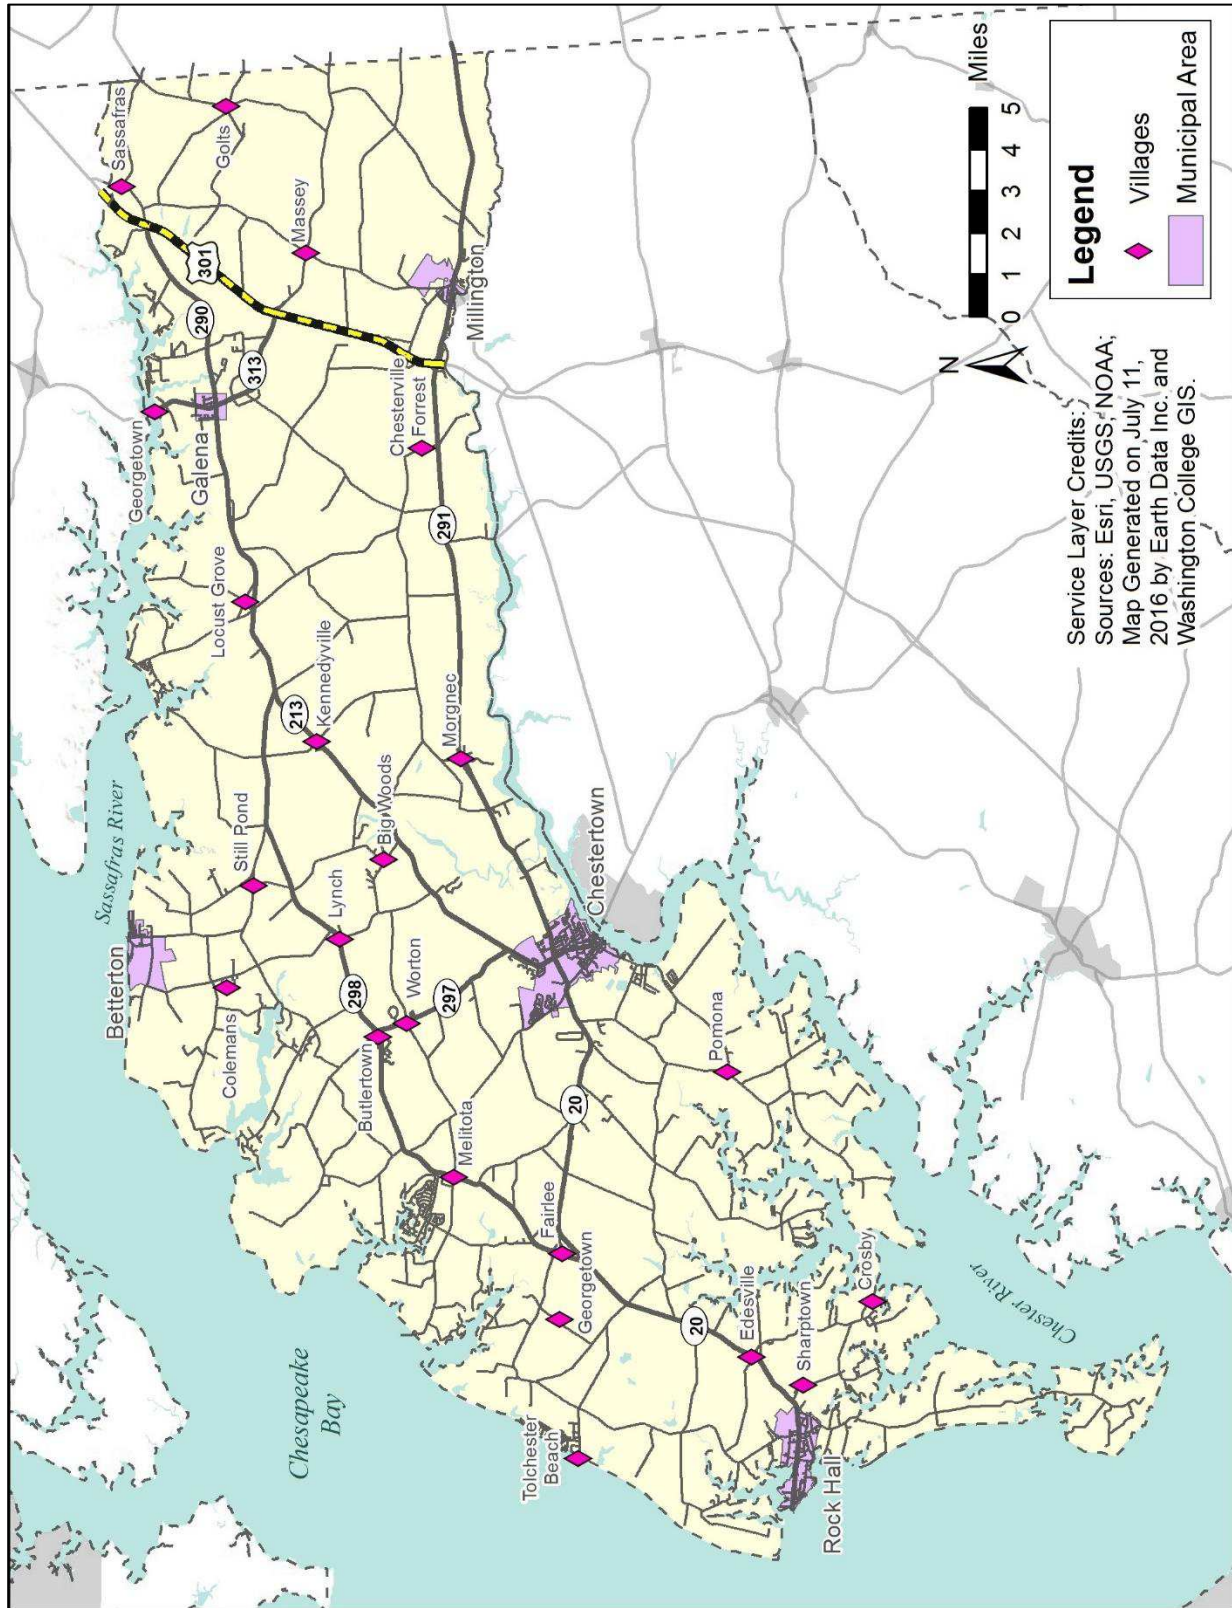 Sassafras
Golts
301
290
Massey
313
Georgetown
Galena
Millington
Chesterville
Forrest
291
Locust Grove
Sassafras River
213
Kennedyville
Morgnec
Still Pond
Big Woods
Betterton
Lynch
Chestertown
Colemans
298
Worton
297
Butlertown
Pomona
Melitota
20
Chesapeake
Bay
Fairlee
Georgetown
20
Edesville
Sharptown
Crosby
Chester River
Tolchester
Beach
Rock Hall
N
0 1 2 3 4 5
Miles
Service Layer Credits:
Sources: Esri, USGS, NOAA;
Map Generated on July 11,
2016 by Earth Data Inc. and
Washington College GIS.
Legend
Villages
Municipal Area